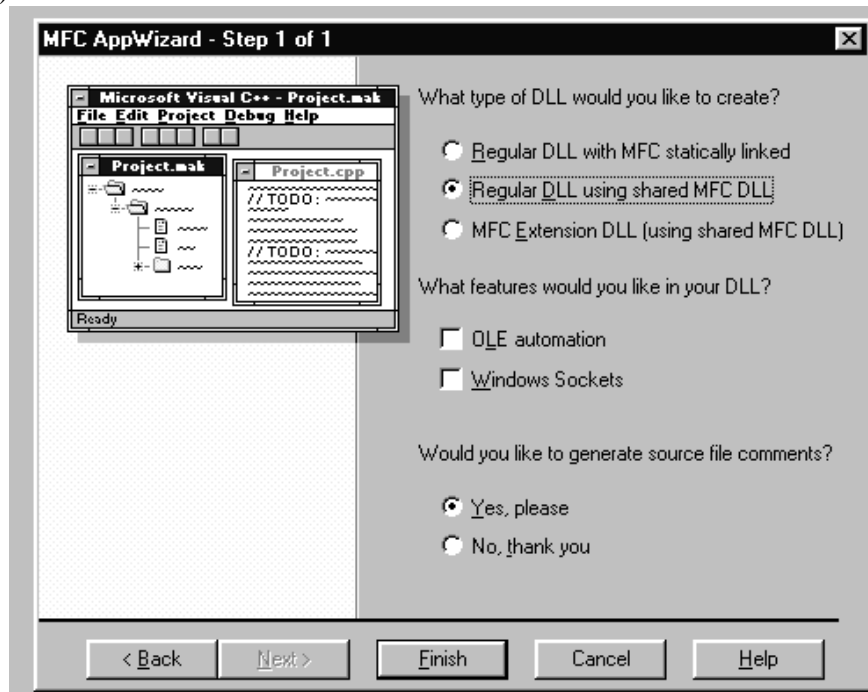 )
MFC AppWizard - Step 1 of 1
Microsoft Visual C++ - Project.mak
File Edit Project Debug Help
Project.mak
Project.cpp
// TODO:
// TODO:
Ready
What type of DLL would you like to create?
Regular DLL with MFC statically linked
Regular DLL using shared MFC DLL
MFC Extension DLL (using shared MFC DLL)
What features would you like in your DLL?
OLE automation
Windows Sockets
Would you like to generate source file comments?
Yes, please
No, thank you
< Back
Next >
Finish
Cancel
Help